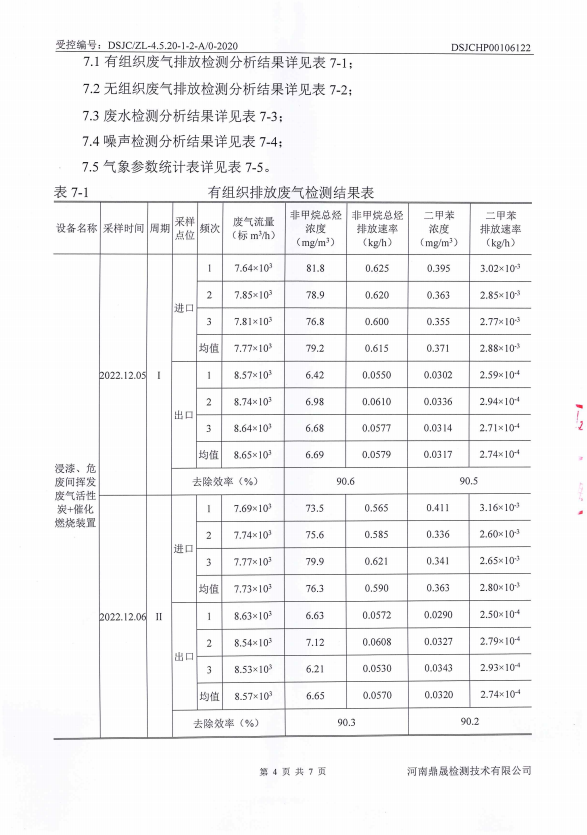 受控编号：DSJC/ZL-4.5.20-1-2-A/0-2020 DSJCHP00106122
7.1 有组织废气排放检测分析结果详见表 7-1；
7.2 无组织废气排放检测分析结果详见表 7-2；
7.3 废水检测分析结果详见表 7-3；
7.4 噪声检测分析结果详见表 7-4；
7.5 气象参数统计表详见表 7-5。
表 7-1 有组织排放废气检测结果表
设备名称 采样时间 周期 采样点位 频次 废气流量（标 m³/h） 非甲烷总烃浓度（mg/m³） 非甲烷总烃排放速率（kg/h） 二甲苯浓度（mg/m³） 二甲苯排放速率（kg/h）
浸漆、危废间挥发废气活性炭+催化燃烧装置
2022.12.05 I
进口
1 7.64×10³ 81.8 0.625 0.395 3.02×10⁻³
2 7.85×10³ 78.9 0.620 0.363 2.85×10⁻³
3 7.81×10³ 76.8 0.600 0.355 2.77×10⁻³
均值 7.77×10³ 79.2 0.615 0.371 2.88×10⁻³
出口
1 8.57×10³ 6.42 0.0550 0.0302 2.59×10⁻⁴
2 8.74×10³ 6.98 0.0610 0.0336 2.94×10⁻⁴
3 8.64×10³ 6.68 0.0577 0.0314 2.71×10⁻⁴
均值 8.65×10³ 6.69 0.0579 0.0317 2.74×10⁻⁴
去除效率（%） 90.6 90.5
2022.12.06 II
进口
1 7.69×10³ 73.5 0.565 0.411 3.16×10⁻³
2 7.74×10³ 75.6 0.585 0.336 2.60×10⁻³
3 7.77×10³ 79.9 0.621 0.341 2.65×10⁻³
均值 7.73×10³ 76.3 0.590 0.363 2.80×10⁻³
出口
1 8.63×10³ 6.63 0.0572 0.0290 2.50×10⁻⁴
2 8.54×10³ 7.12 0.0608 0.0327 2.79×10⁻⁴
3 8.53×10³ 6.21 0.0530 0.0343 2.93×10⁻⁴
均值 8.57×10³ 6.65 0.0570 0.0320 2.74×10⁻⁴
去除效率（%） 90.3 90.2
第 4 页 共 7 页 河南鼎晟检测技术有限公司